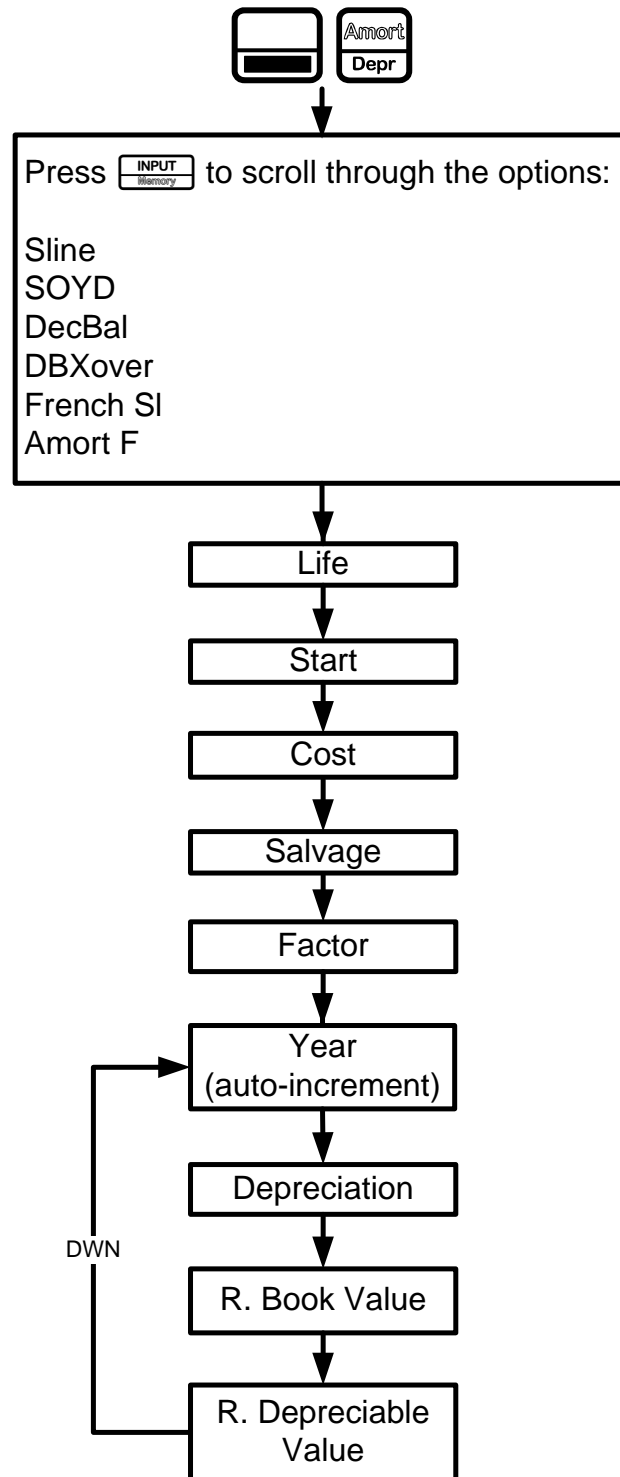 Amort
Depr
Press INPUT Memory to scroll through the options:
Sline
SOYD
DecBal
DBXover
French Sl
Amort F
Life
Start
Cost
Salvage
Factor
Year
(auto-increment)
Depreciation
DWN
R. Book Value
R. Depreciable
Value